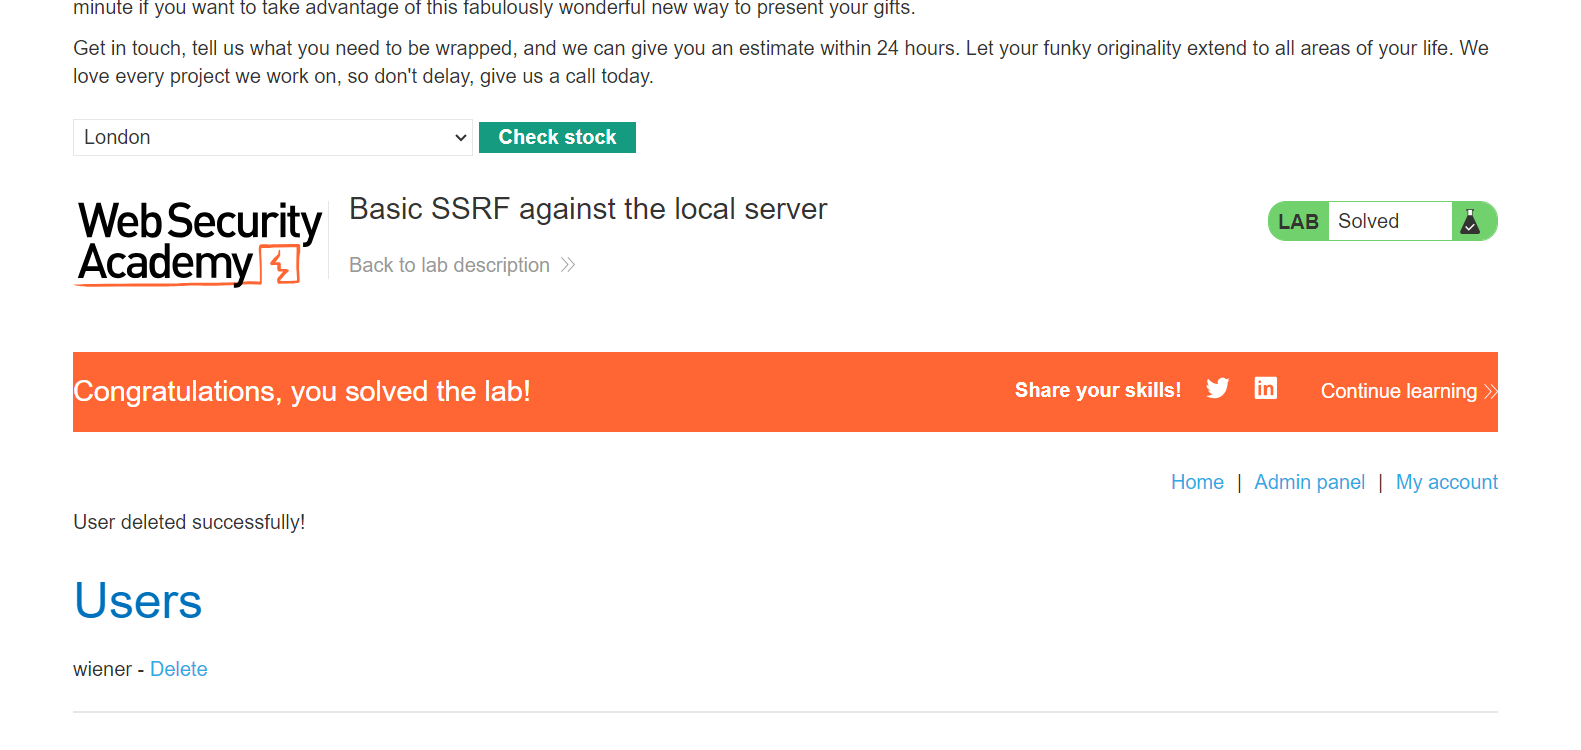 minute if you want to take advantage of this fabulously wonderful new way to present your gifts.
Get in touch, tell us what you need to be wrapped, and we can give you an estimate within 24 hours. Let your funky originality extend to all areas of your life. We
love every project we work on, so don't delay, give us a call today.
London
Check stock
Web Security
Academy
Basic SSRF against the local server
Back to lab description
LAB Solved
Congratulations, you solved the lab!
Share your skills!
in
Continue learning
Home | Admin panel | My account
User deleted successfully!
Users
wiener - Delete